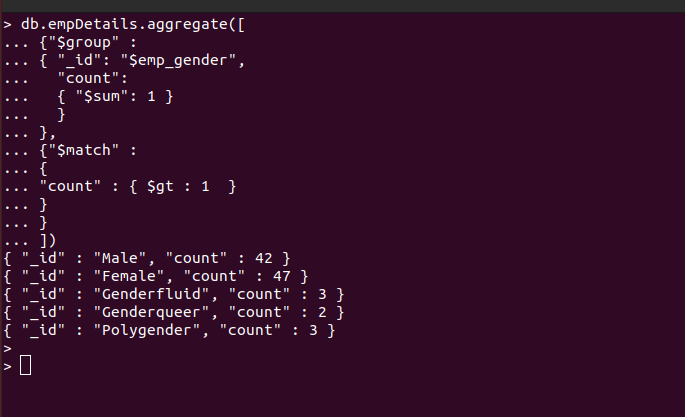 > db.empDetails.aggregate([
... {"$group" :
... { "_id": "$emp_gender",
...   "count":
...   { "$sum": 1 }
...   }
... },
... {"$match" :
... {
... "count" : { $gt : 1  }
... }
... }
... ])
{ "_id" : "Male", "count" : 42 }
{ "_id" : "Female", "count" : 47 }
{ "_id" : "Genderfluid", "count" : 3 }
{ "_id" : "Genderqueer", "count" : 2 }
{ "_id" : "Polygender", "count" : 3 }
>
>